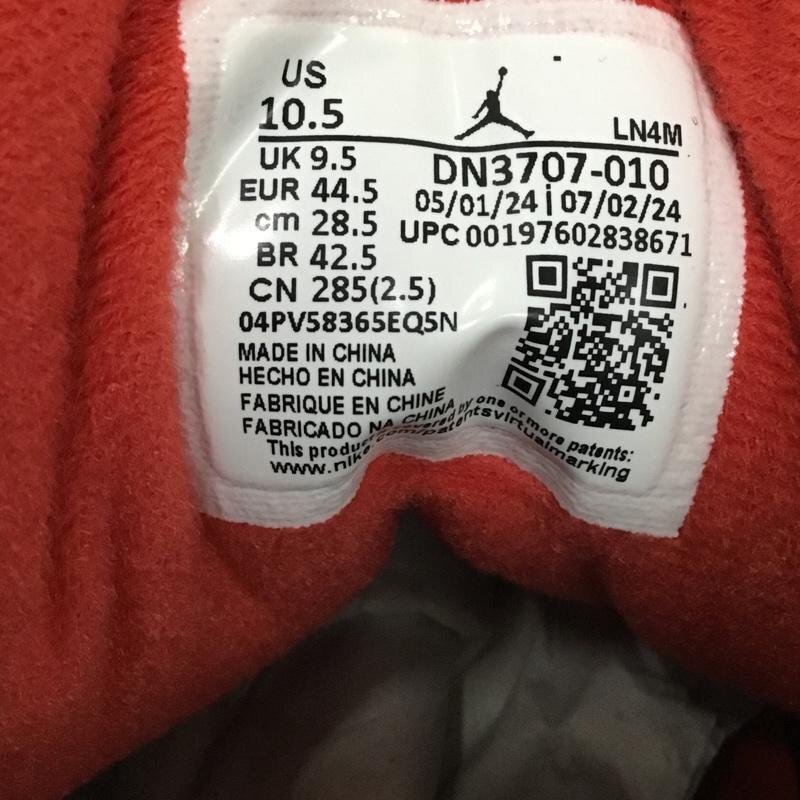 US
10.5
LN4M
UK 9.5
DN3707-010
EUR 44.5
05/01/24 | 07/02/24
cm 28.5
UPC 00197602838671
BR 42.5
CN 285(2.5)
04PV58365EQ5N
MADE IN CHINA
HECHO EN CHINA
FABRIQUE EN CHINE
FABRICADO NA CHINA
This product covered by one or more patents:
www.nike.com/patentsvirtualmarking